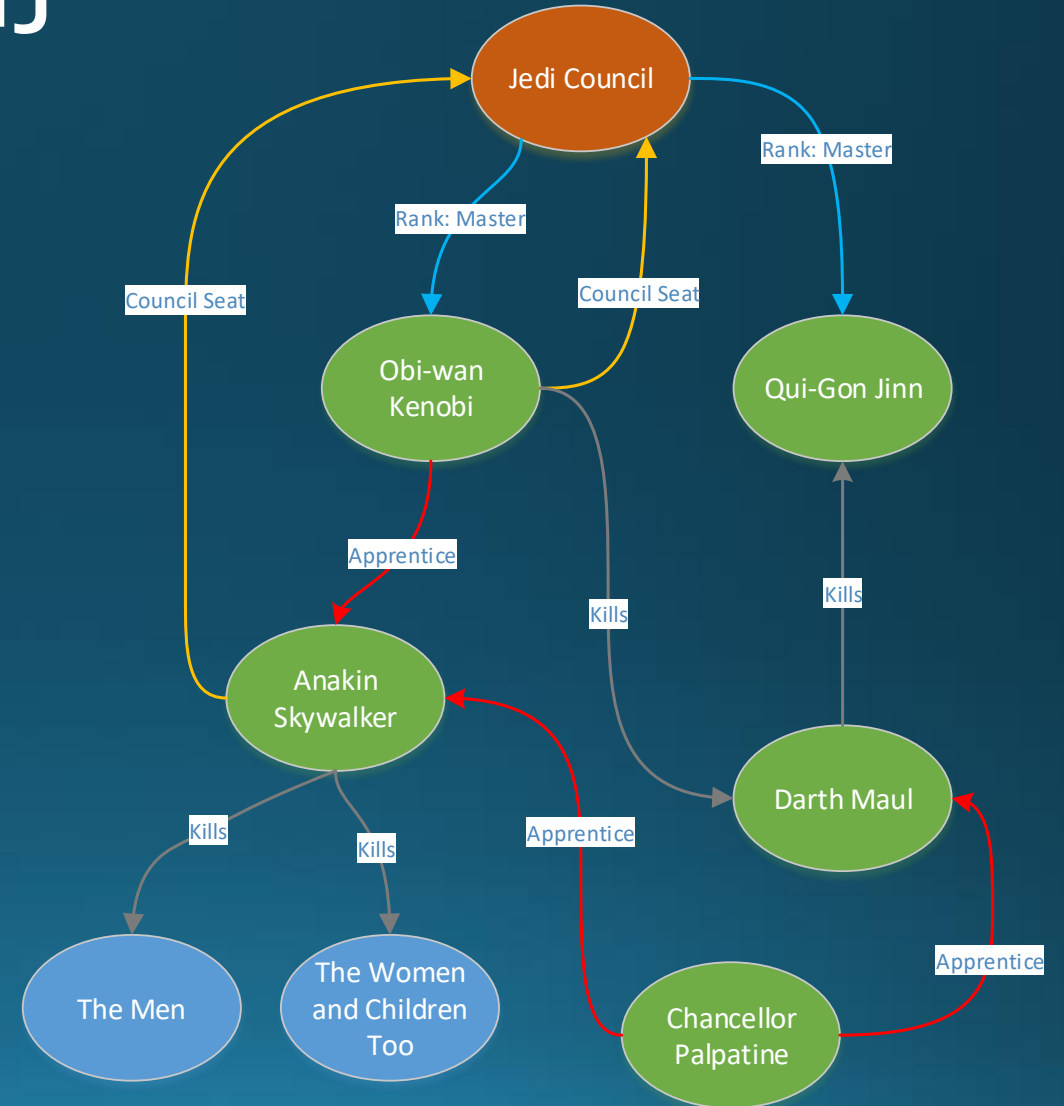 Jedi Council
Rank: Master
Rank: Master
Council Seat
Council Seat
Obi-wan
Kenobi
Qui-Gon Jinn
Apprentice
Kills
Kills
Anakin
Skywalker
Darth Maul
Kills
Kills
Apprentice
Apprentice
The Men
The Women
and Children
Too
Chancellor
Palpatine